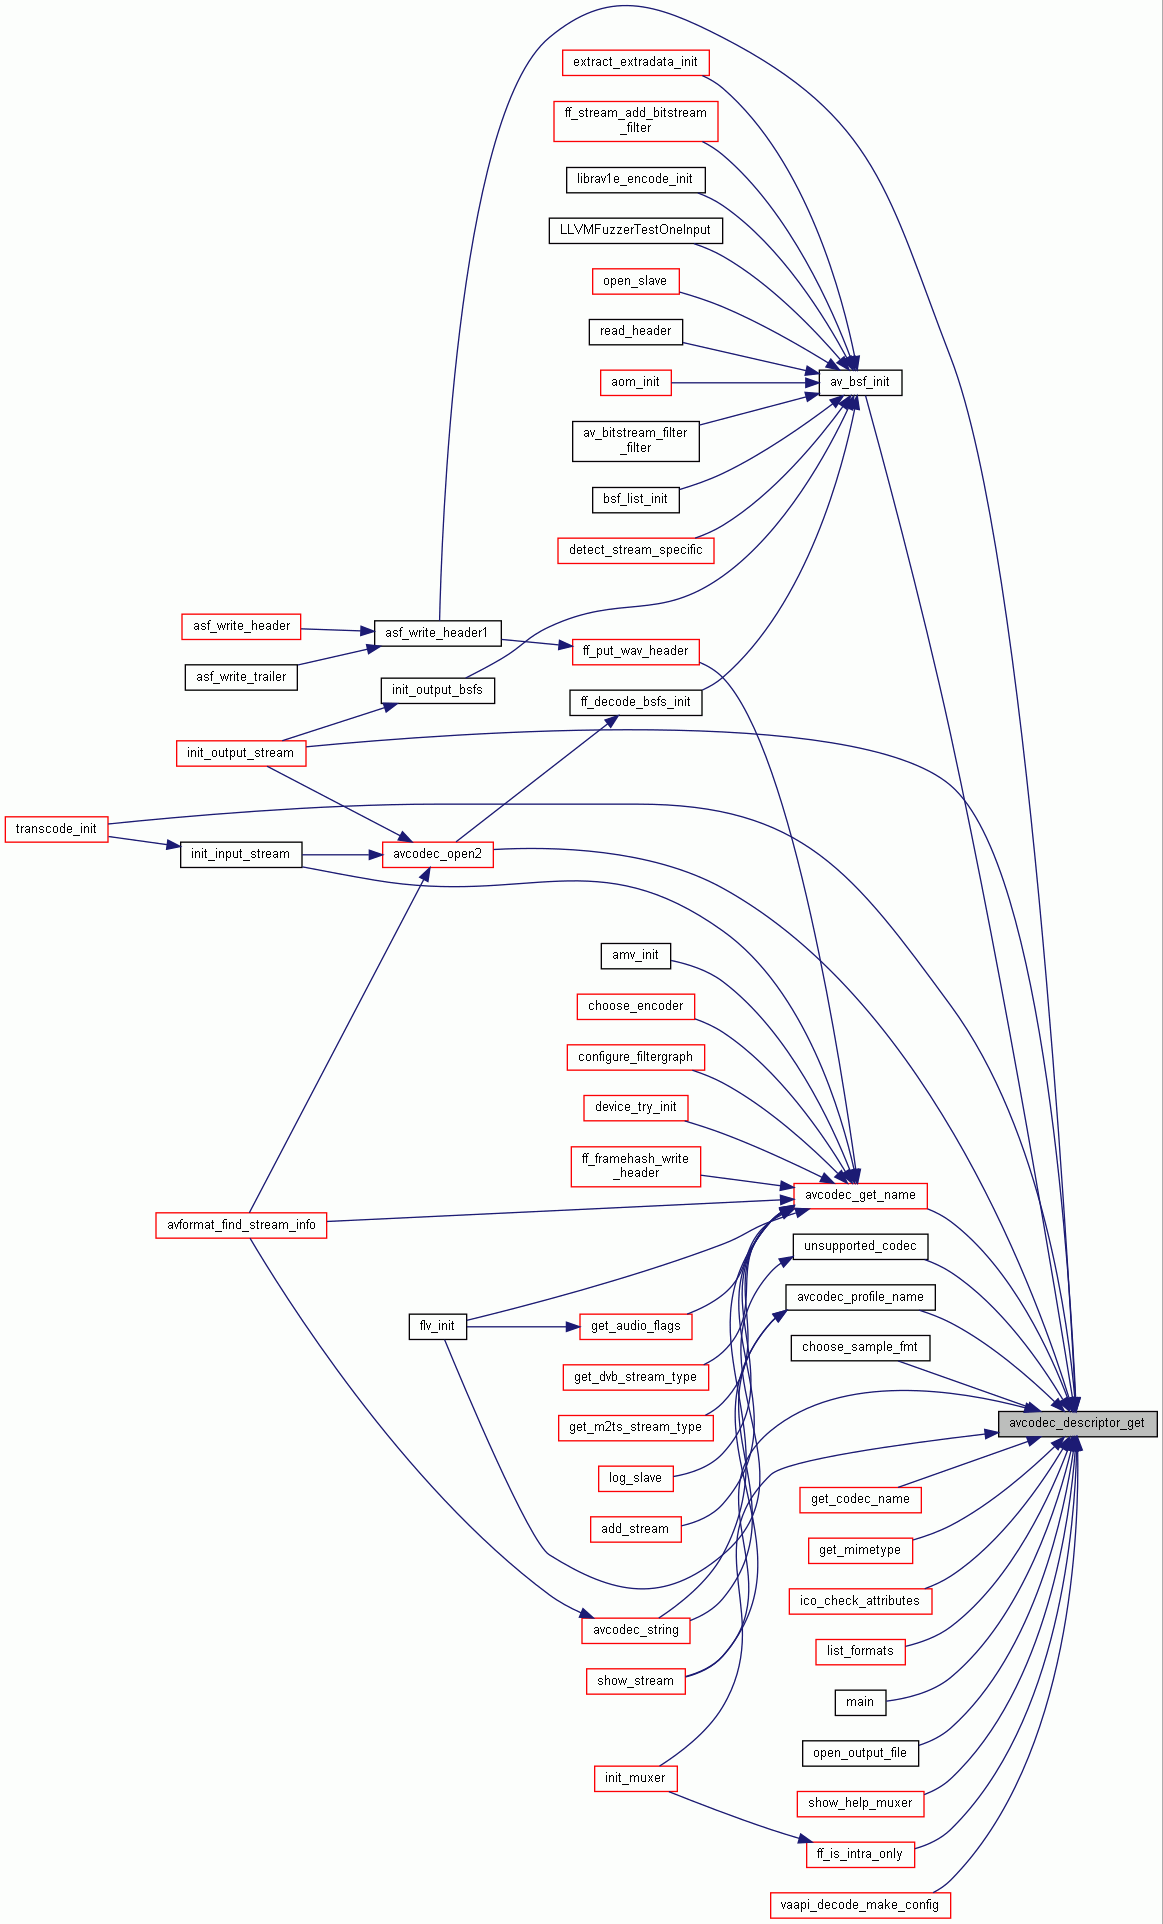 extract_extradata_init
ff_stream_add_bitstream
_filter
librav1e_encode_init
LLVMFuzzerTestOneInput
open_slave
read_header
aom_init
av_bsf_init
av_bitstream_filter
_filter
bsf_list_init
detect_stream_specific
asf_write_header
asf_write_header1
ff_put_wav_header
asf_write_trailer
init_output_bsfs
ff_decode_bsfs_init
init_output_stream
transcode_init
init_input_stream
avcodec_open2
amv_init
choose_encoder
configure_filtergraph
device_try_init
ff_framehash_write
_header
avcodec_get_name
avformat_find_stream_info
unsupported_codec
avcodec_profile_name
flv_init
get_audio_flags
choose_sample_fmt
get_dvb_stream_type
get_m2ts_stream_type
avcodec_descriptor_get
log_slave
get_codec_name
add_stream
get_mimetype
ico_check_attributes
avcodec_string
list_formats
show_stream
main
open_output_file
init_muxer
show_help_muxer
ff_is_intra_only
vaapi_decode_make_config